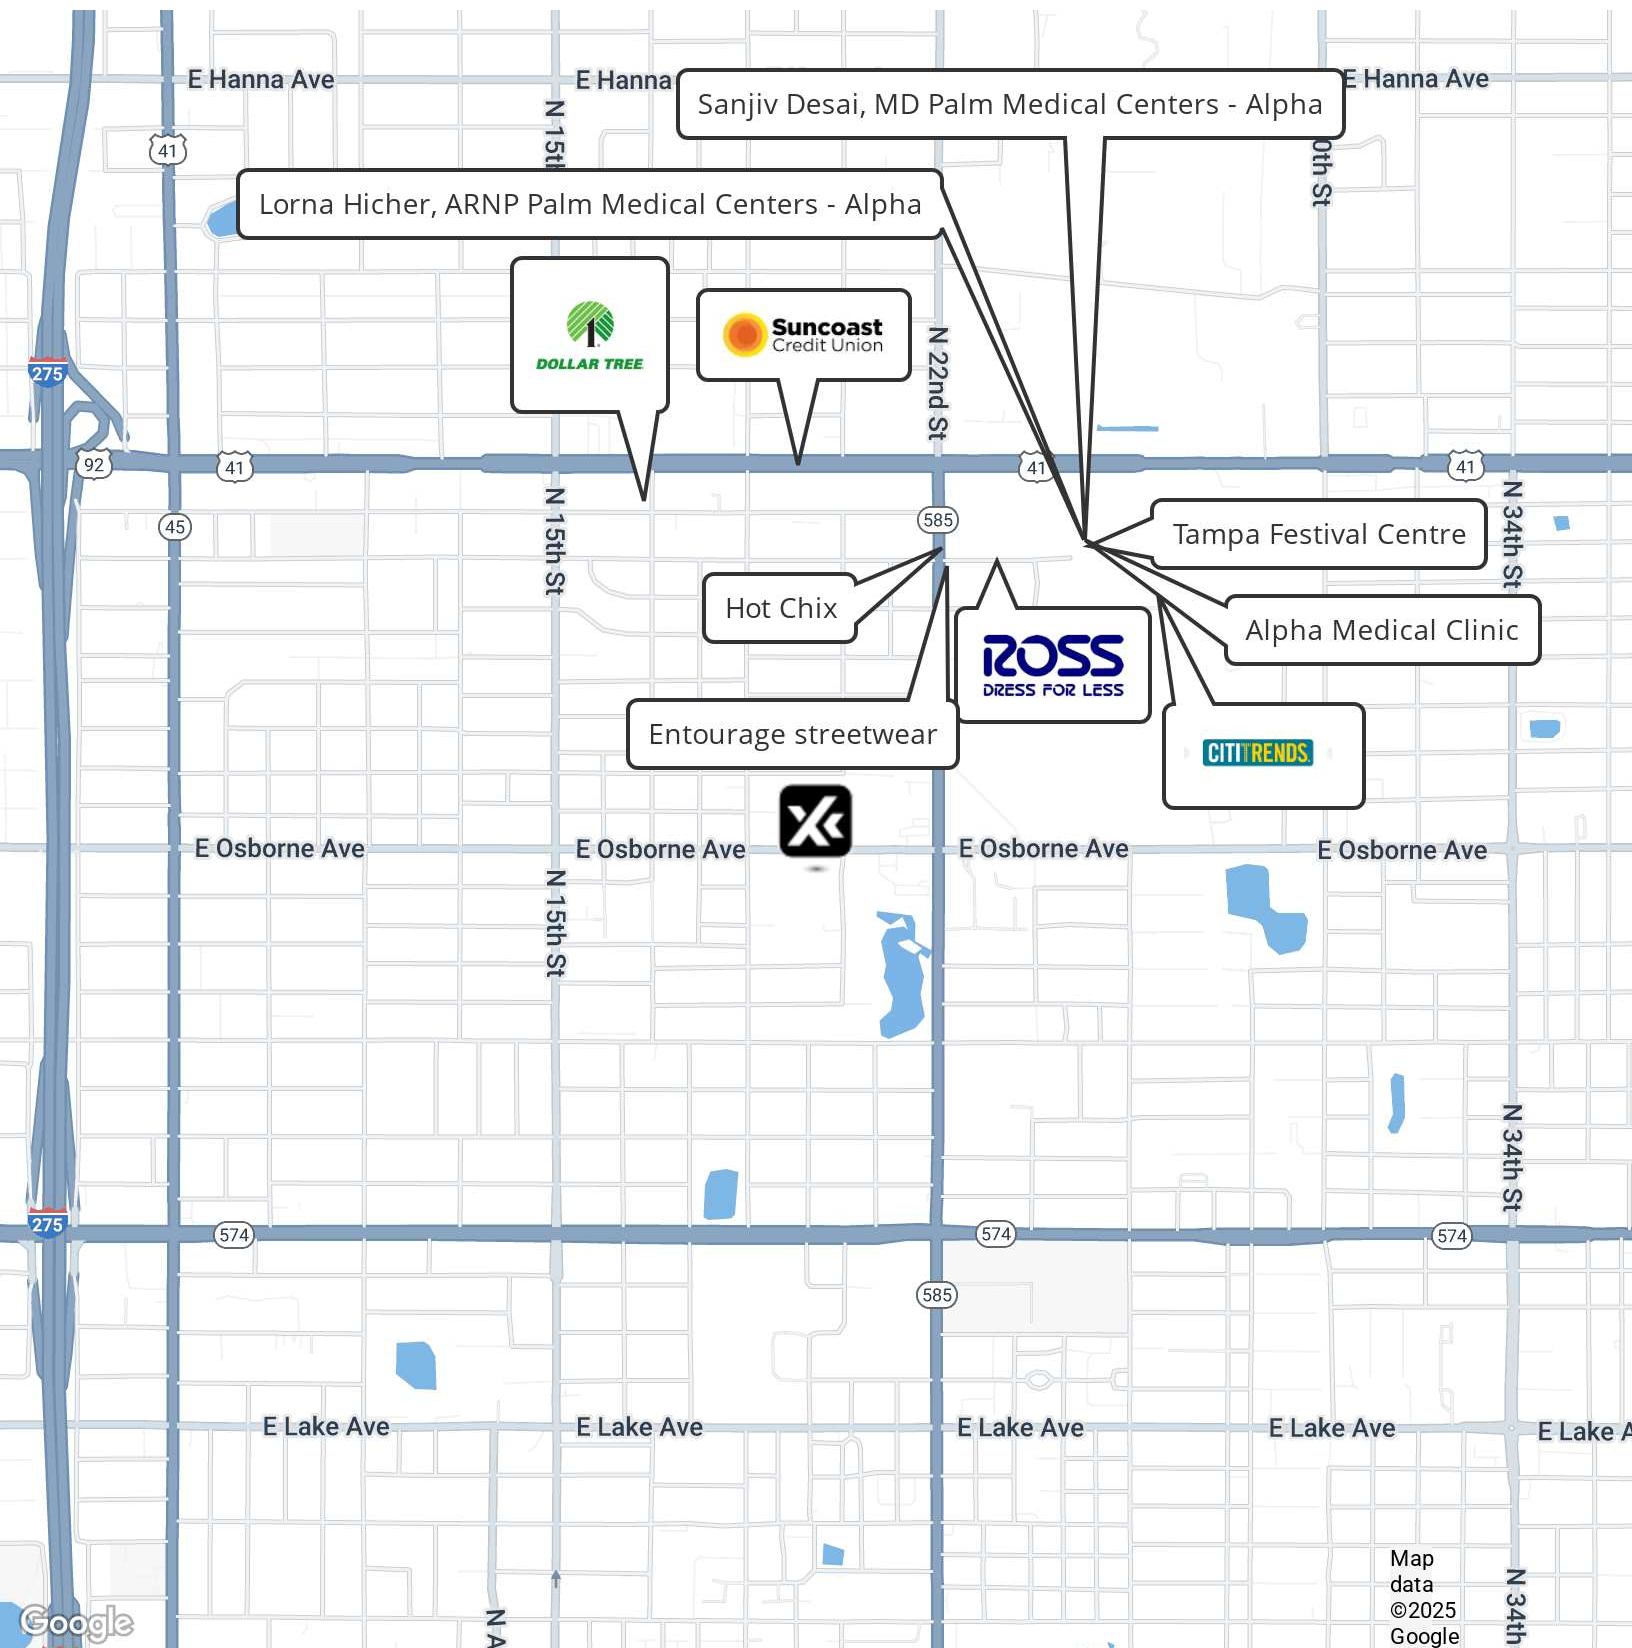 E Hanna Ave
E Hanna
E Hanna Ave
Sanjiv Desai, MD Palm Medical Centers - Alpha
41
N 15th
0th St
Lorna Hicher, ARNP Palm Medical Centers - Alpha
DOLLAR TREE
Suncoast
Credit Union
N 22nd St
275
92
41
41
41
45
N 15th St
585
N 34th St
Tampa Festival Centre
Hot Chix
Alpha Medical Clinic
ROSS
DRESS FOR LESS
Entourage streetwear
CITITRENDS
E Osborne Ave
E Osborne Ave
E Osborne Ave
E Osborne Ave
N 15th St
N 34th St
275
574
574
574
585
E Lake Ave
E Lake Ave
E Lake Ave
E Lake Ave
E Lake A
Map
data
©2025
Google
N 34th
N A
Google